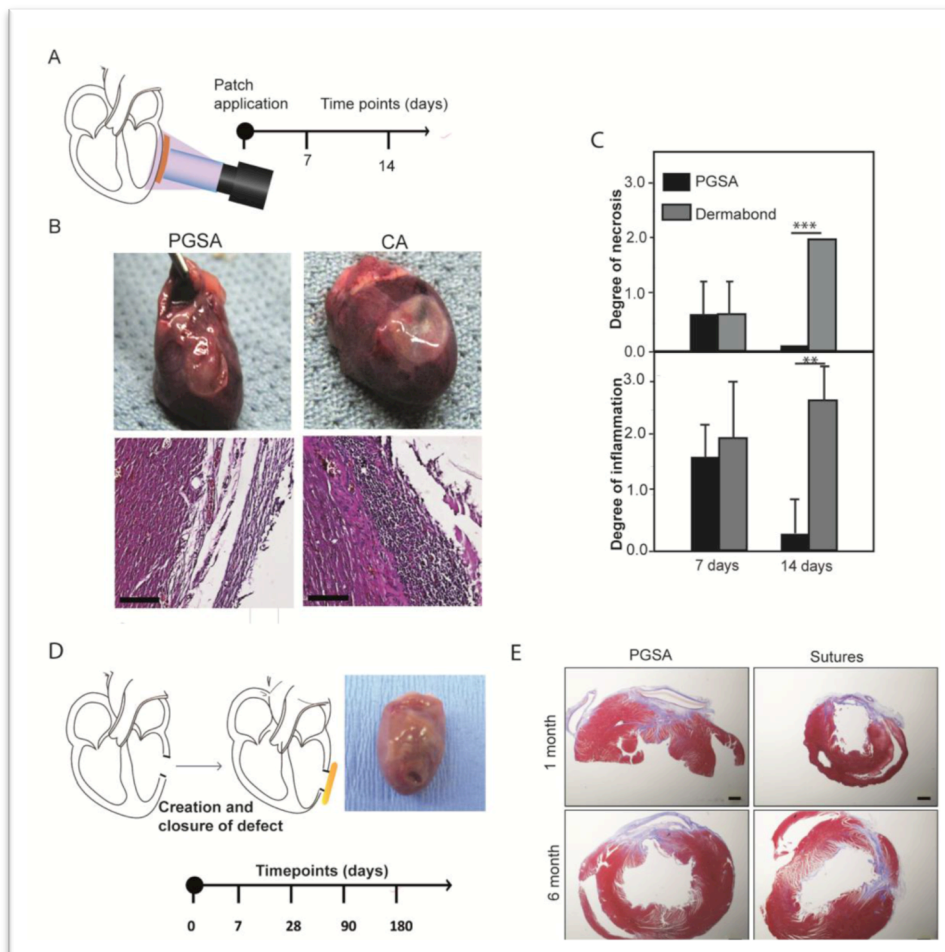 A
Patch
application
Time points (days)
7
14
B
PGSA
CA
C
PGSA
Dermabond
Degree of necrosis
3.0
2.0
1.0
0.0
***
Degree of inflammation
3.0
2.0
1.0
0.0
**
7 days
14 days
D
Creation and
closure of defect
Timepoints (days)
0
7
28
90
180
E
PGSA
Sutures
1 month
6 month